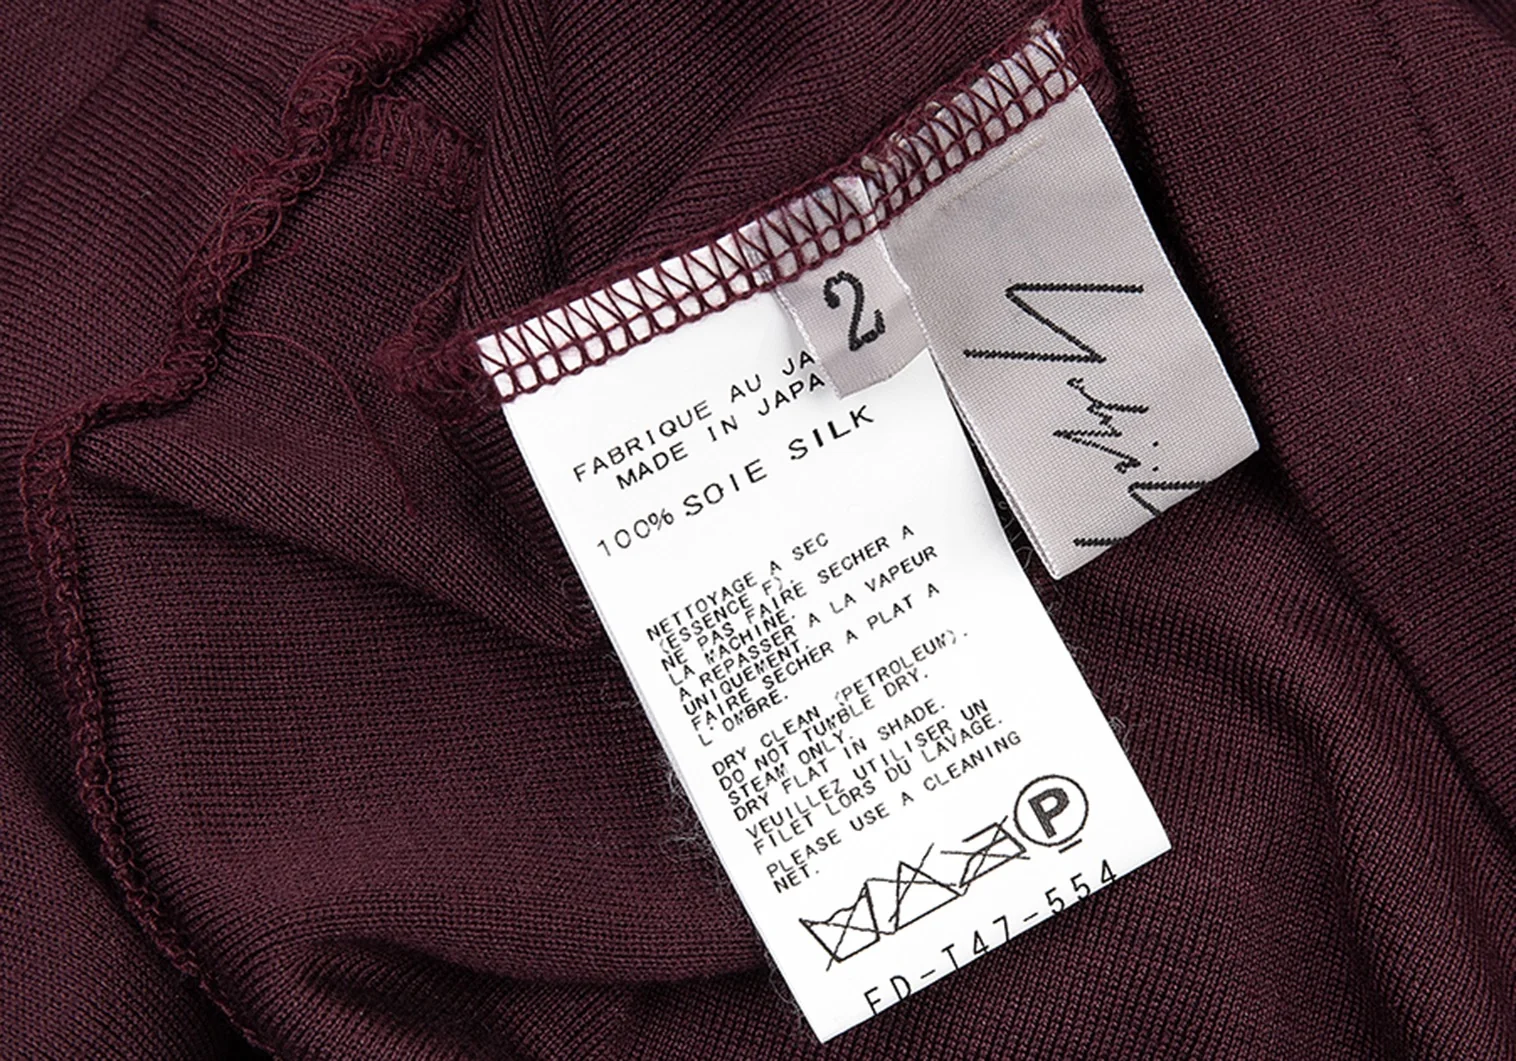 FABRIQUE AU JA
MADE IN JAPA
100% SOIE SILK
NETTOYAGE A SEC
(ESSENCE F).
NE PAS FAIRE SECHER A
LA MACHINE.
A REPASSER A LA VAPEUR
UNIQUEMENT.
FAIRE SECHER A PLAT A
L'OMBRE.
DRY CLEAN (PETROLEUM).
DO NOT TUMBLE DRY.
STEAM ONLY.
DRY FLAT IN SHADE.
VEUILLEZ UTILISER UN
FILET LORS DU LAVAGE.
PLEASE USE A CLEANING
NET.
P
FD-T47-554
2